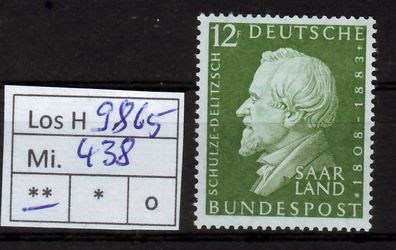 Los H 9865
Mi. 438
** * o
12F DEUTSCHE
SCHULZE-DELITZSCH
1808-1883+
SAAR
LAND
BUNDESPOST